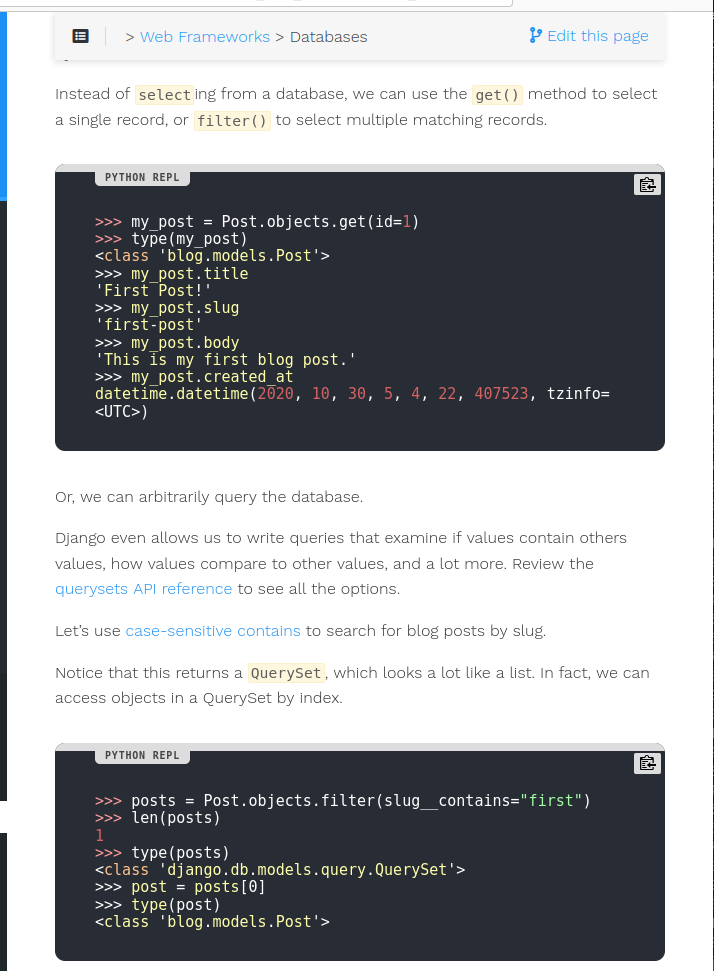 > Web Frameworks > Databases
Edit this page
Instead of selecting from a database, we can use the get() method to select
a single record, or filter() to select multiple matching records.
PYTHON REPL
>>> my_post = Post.objects.get(id=1)
>>> type(my_post)
<class 'blog.models.Post'>
>>> my_post.title
'First Post!'
>>> my_post.slug
'first-post'
>>> my_post.body
'This is my first blog post.'
>>> my_post.created_at
datetime.datetime(2020, 10, 30, 5, 4, 22, 407523, tzinfo=
<UTC>)
Or, we can arbitrarily query the database.
Django even allows us to write queries that examine if values contain others
values, how values compare to other values, and a lot more. Review the
querysets API reference to see all the options.
Let's use case-sensitive contains to search for blog posts by slug.
Notice that this returns a QuerySet, which looks a lot like a list. In fact, we can
access objects in a QuerySet by index.
PYTHON REPL
>>> posts = Post.objects.filter(slug__contains="first")
>>> len(posts)
1
>>> type(posts)
<class 'django.db.models.query.QuerySet'>
>>> post = posts[0]
>>> type(post)
<class 'blog.models.Post'>